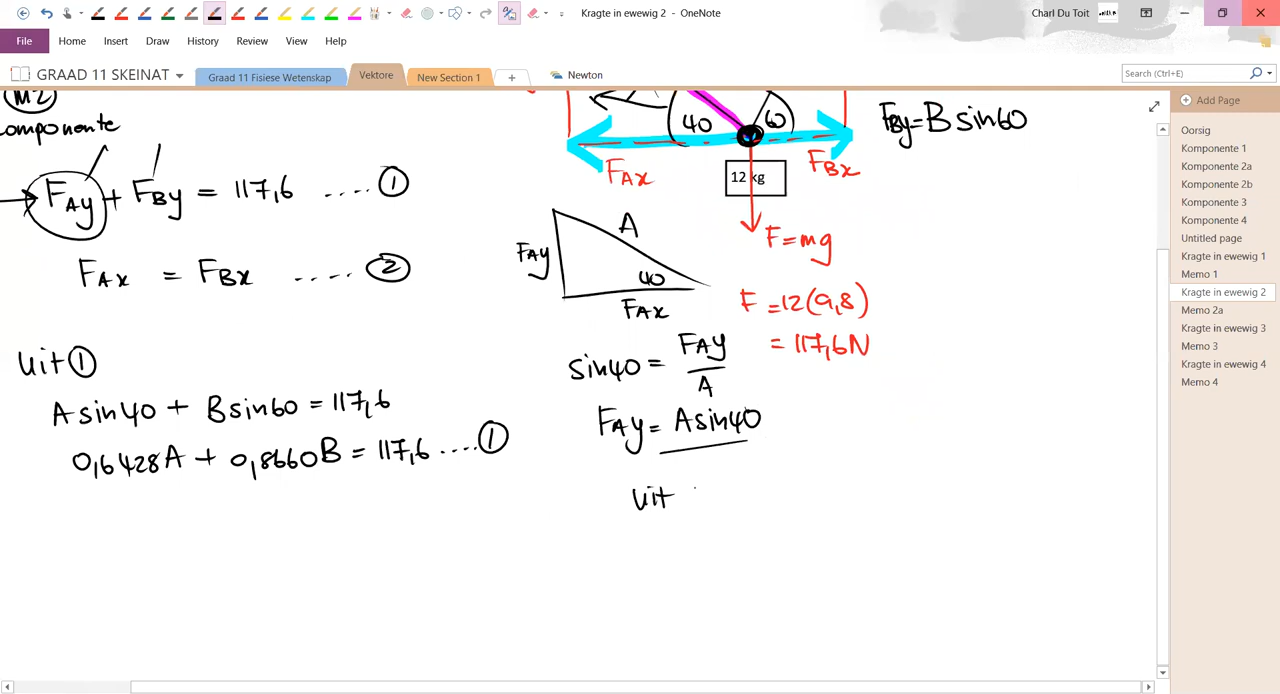 Kragte in ewewig 2 - OneNote
Charl Du Toit
File Home Insert Draw History Review View Help
GRAAD 11 SKEINAT
Graad 11 Fisiese Wetenskap
Vektore
New Section 1
+
Newton
Search (Ctrl+E)
M2
componente
FAy + FBy = 117,6 ..... ①
FAx = FBx ..... ②
uit ①
A sin40 + B sin60 = 117,6
0,6428A + 0,8660B = 117,6 .... ①
40
60
FBy = B sin60
FAx
FBx
12 kg
F = mg
F = 12(9,8)
= 117,6N
A
FAy
40
FAx
sin40 = FAy / A
FAy = A sin40
uit
Add Page
Oorsig
Komponente 1
Komponente 2a
Komponente 2b
Komponente 3
Komponente 4
Untitled page
Kragte in ewewig 1
Memo 1
Kragte in ewewig 2
Memo 2a
Kragte in ewewig 3
Memo 3
Kragte in ewewig 4
Memo 4